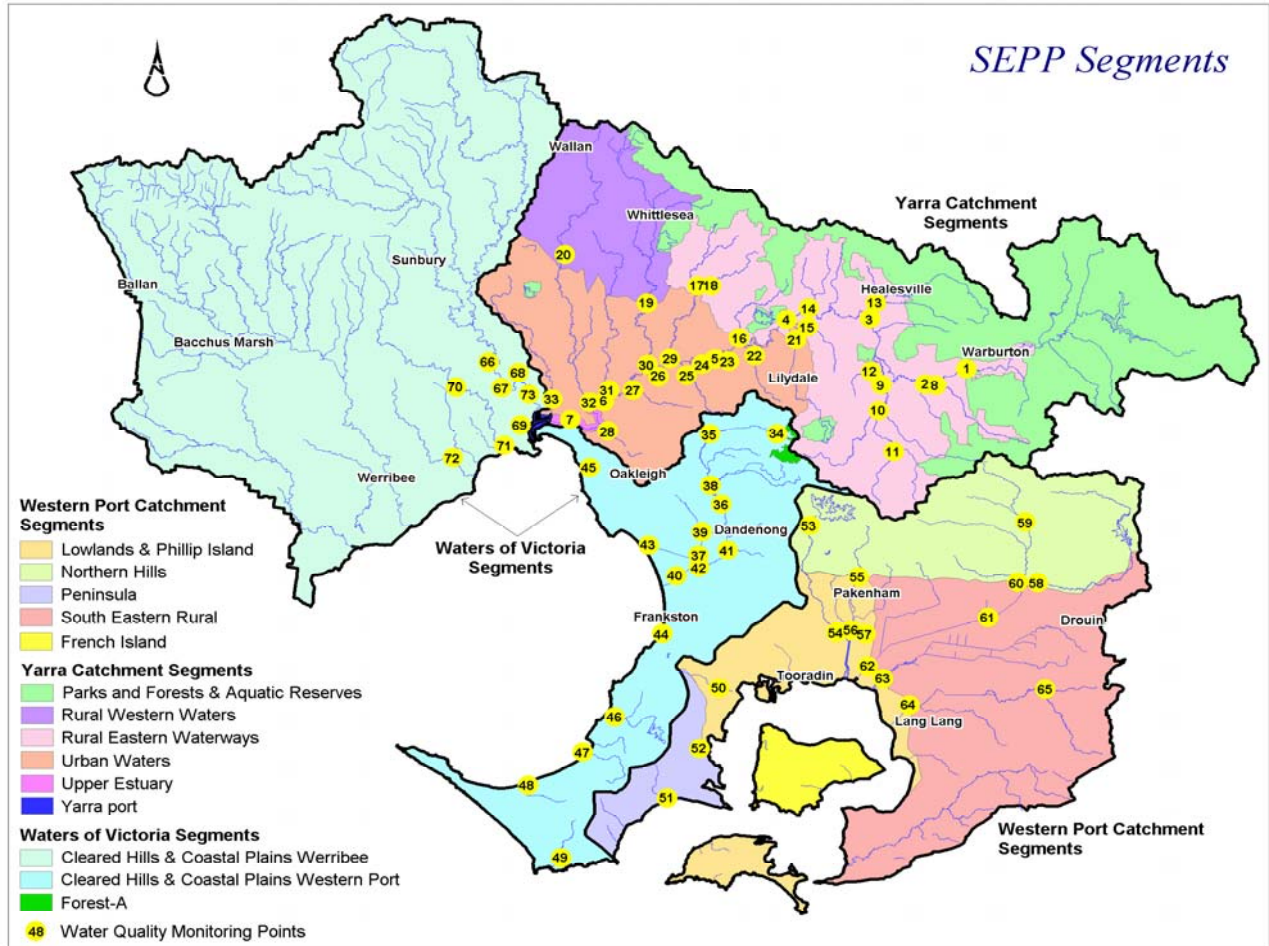 SEPP Segments
Wallan
Whittlesea
Yarra Catchment
Segments
Sunbury
20
Ballan
17 18
Healesville
13
19
14
4
3
15
Bacchus Marsh
16
21
66
68
30
29
24
5
23
22
Warburton
1
70
67
73
33
31
27
26
25
Lilydale
12
9
2
8
32
6
10
69
7
28
35
34
11
72
71
45
Oakleigh
Werribee
38
36
Western Port Catchment
Segments
Lowlands & Phillip Island
Northern Hills
Peninsula
South Eastern Rural
French Island
Yarra Catchment Segments
Parks and Forests & Aquatic Reserves
Rural Western Waters
Rural Eastern Waterways
Urban Waters
Upper Estuary
Yarra port
Waters of Victoria Segments
Cleared Hills & Coastal Plains Werribee
Cleared Hills & Coastal Plains Western Port
Forest-A
48 Water Quality Monitoring Points
Waters of Victoria
Segments
43
39
Dandenong
53
59
37
41
42
40
55
60
58
Pakenham
Frankston
44
54
56
57
61
Drouin
Tooradin
62
63
50
64
65
Lang Lang
46
47
52
48
51
49
Western Port Catchment
Segments